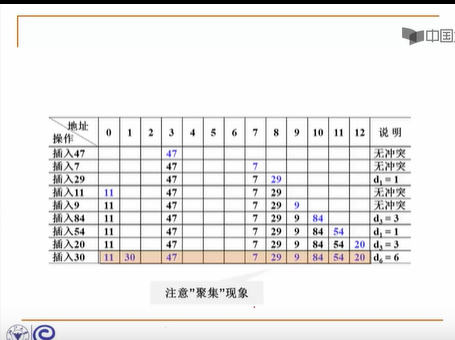 中国
地址 操作 0 1 2 3 4 5 6 7 8 9 10 11 12 说 明
插入47 47 无冲突
插入7 47 7 无冲突
插入29 47 7 29 d₁ = 1
插入11 11 47 7 29 无冲突
插入9 11 47 7 29 9 无冲突
插入84 11 47 7 29 9 84 d₃ = 3
插入54 11 47 7 29 9 84 54 d₁ = 1
插入20 11 47 7 29 9 84 54 20 d₃ = 3
插入30 11 30 47 7 29 9 84 54 20 d₆ = 6
注意"聚集"现象